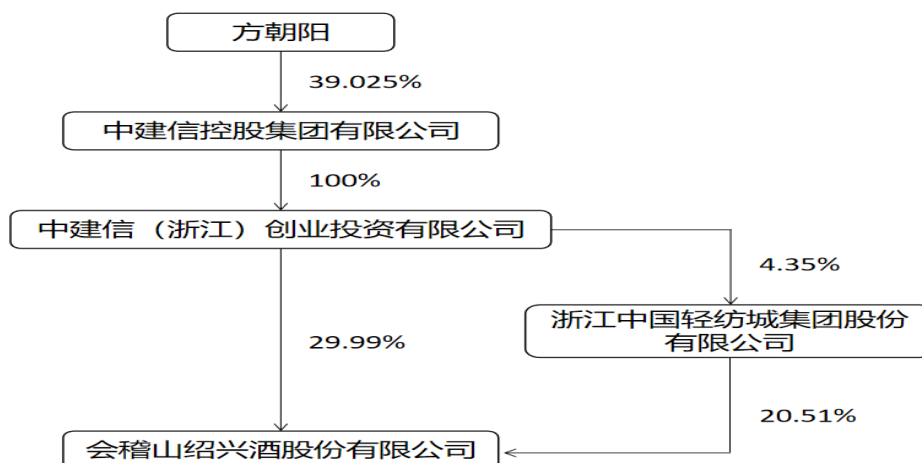 方朝阳
39.025%
中建信控股集团有限公司
100%
中建信（浙江）创业投资有限公司
4.35%
浙江中国轻纺城集团股份
有限公司
29.99%
20.51%
会稽山绍兴酒股份有限公司